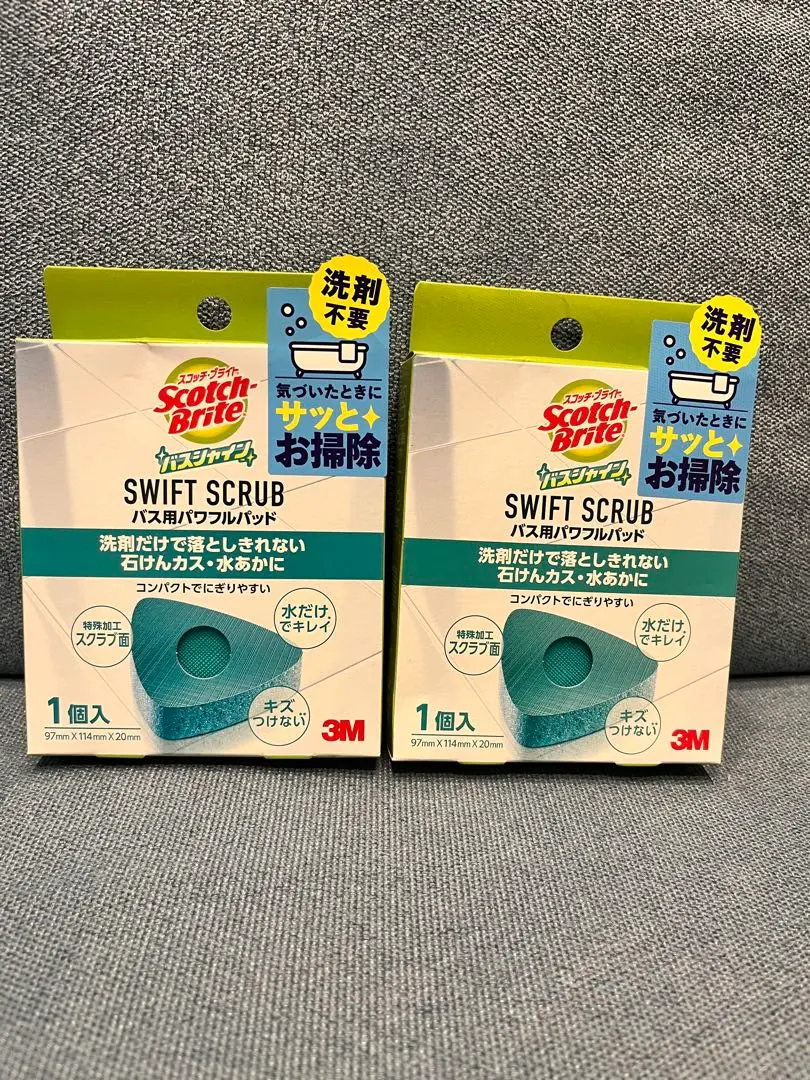 洗剤
不要
気づいたときに
サッと
お掃除
スコッチ・ブライト
Scotch-
Brite
バスシャイン
SWIFT SCRUB
バス用パワフルパッド
洗剤だけで落としきれない
石けんカス・水あかに
コンパクトでにぎりやすい
特殊加工
スクラブ面
水だけ
でキレイ
キズ
つけない
1個入
97mm X 114mm X 20mm
3M
洗剤
不要
気づいたときに
サッと
お掃除
スコッチ・ブライト
Scotch-
Brite
バスシャイン
SWIFT SCRUB
バス用パワフルパッド
洗剤だけで落としきれない
石けんカス・水あかに
コンパクトでにぎりやすい
特殊加工
スクラブ面
水だけ
でキレイ
キズ
つけない
1個入
97mm X 114mm X 20mm
3M